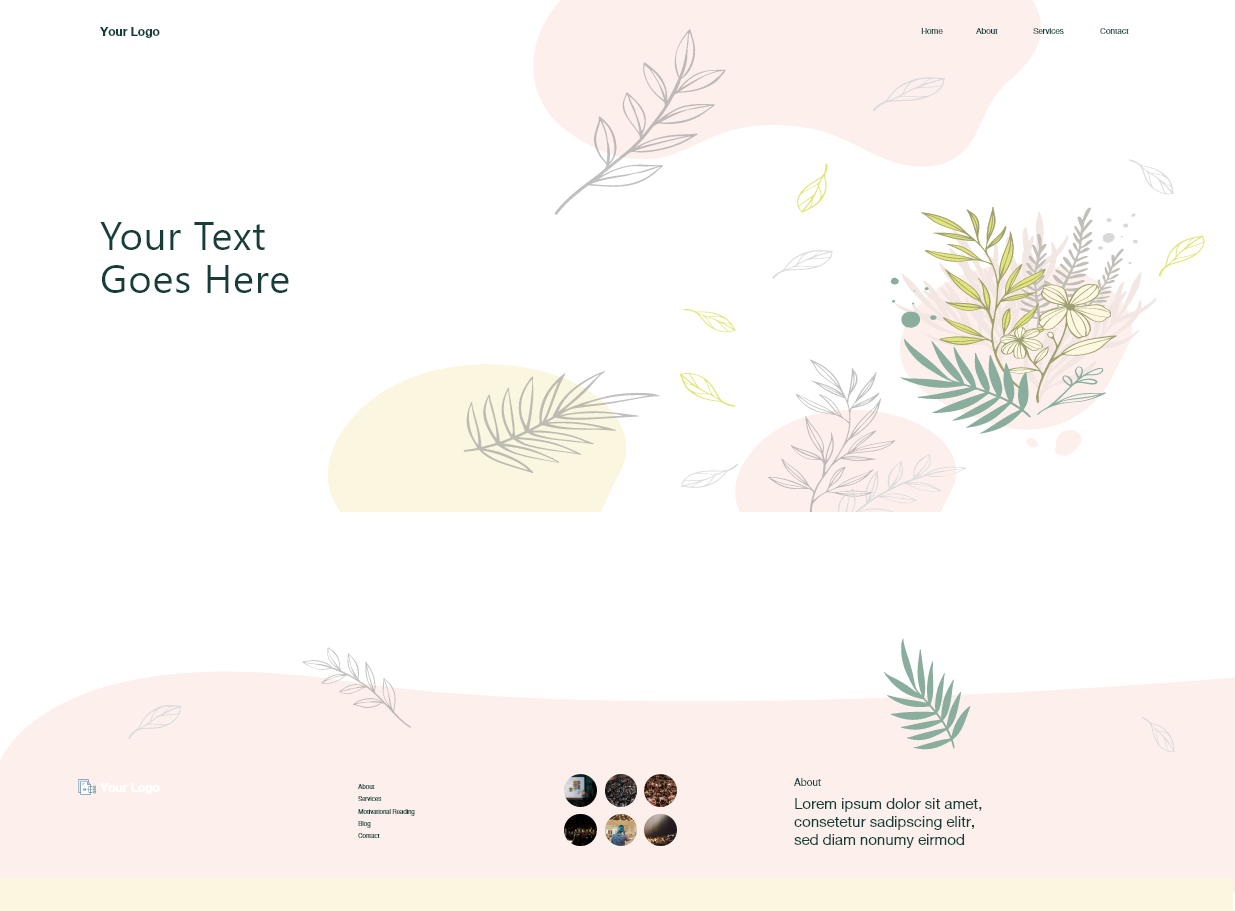 Your Logo
Home About Services Contact
Your Text
Goes Here
Your Logo
About
Services
Motivational Reading
Blog
Contact
About
Lorem ipsum dolor sit amet,
consetetur sadipscing elitr,
sed diam nonumy eirmod